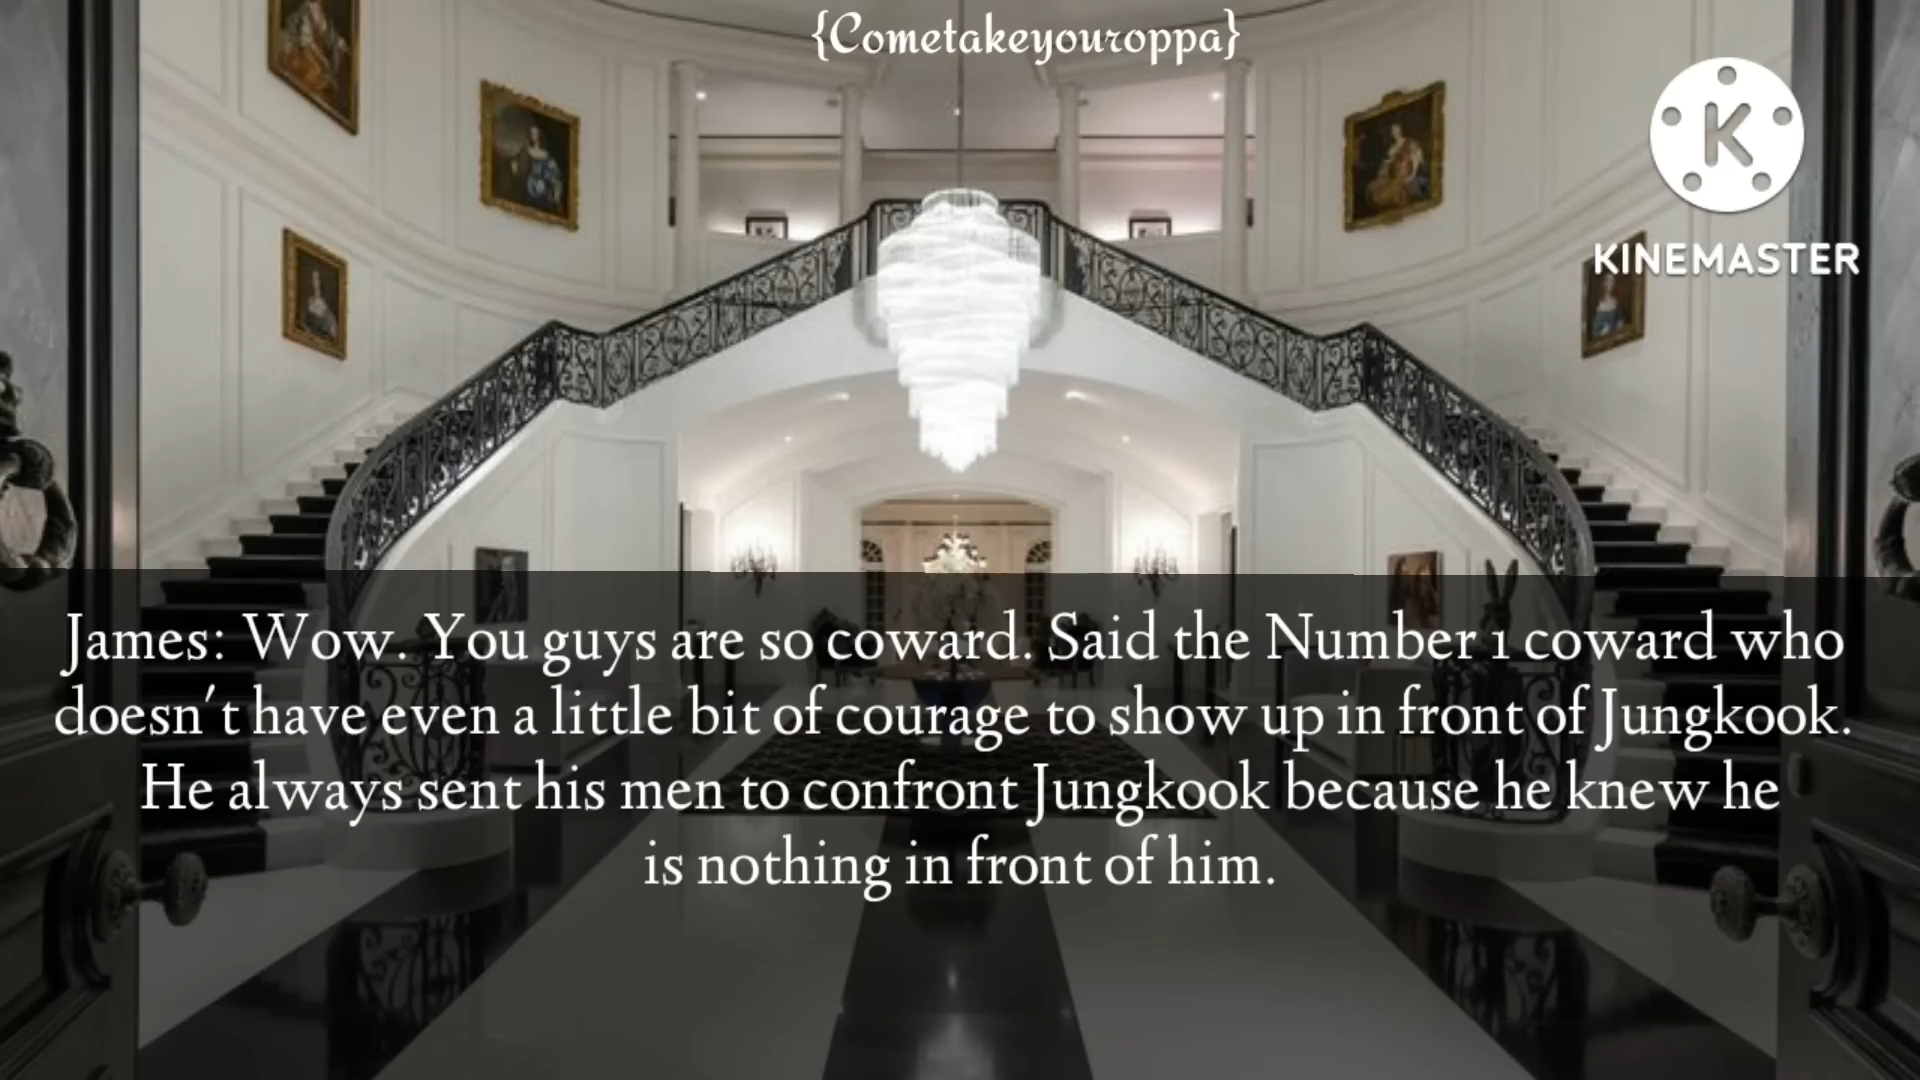 {Cometakeyouroppa}
K
KINEMASTER
James: Wow. You guys are so coward. Said the Number 1 coward who
doesn't have even a little bit of courage to show up in front of Jungkook.
He always sent his men to confront Jungkook because he knew he
is nothing in front of him.